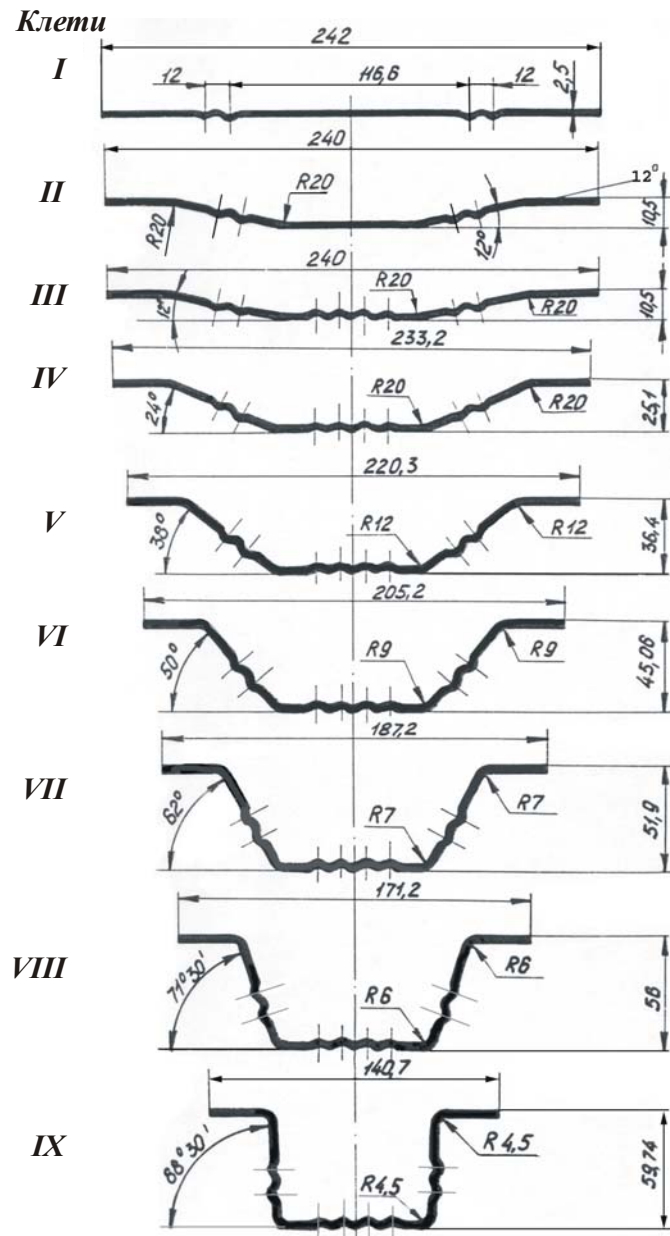 Клети
I
242
12
116,6
12
2,5
II
240
R20
R20
12°
12°
10,5
III
240
12°
R20
R20
10,5
IV
233,2
24°
R20
R20
25,1
V
220,3
38°
R12
R12
36,4
VI
205,2
50°
R9
R9
45,06
VII
187,2
62°
R7
R7
51,9
VIII
171,2
71°30'
R6
R6
56
IX
140,7
88°30'
R4,5
R4,5
59,74